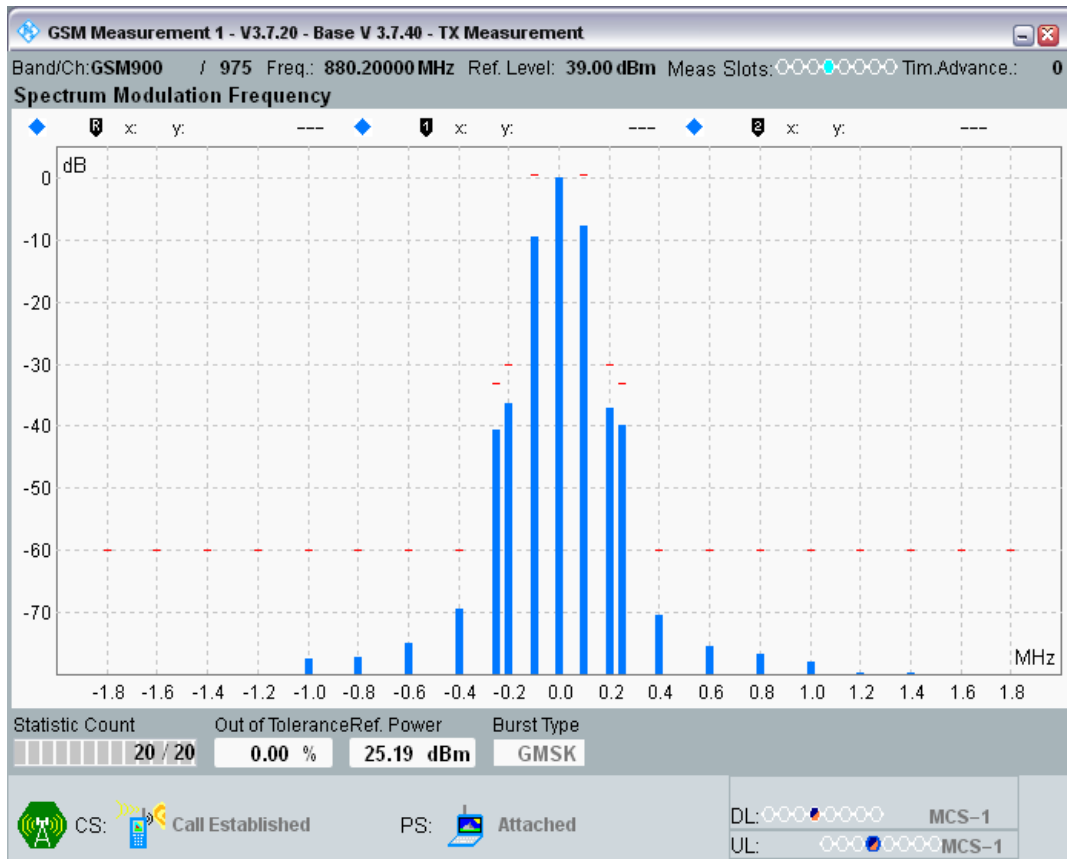 GSM Measurement 1 - V3.7.20 - Base V 3.7.40 - TX Measurement
Band/Ch:GSM900 / 975 Freq.: 880.20000 MHz Ref. Level: 39.00 dBm Meas Slots: Tim.Advance.: 0
Spectrum Modulation Frequency
R x: y: --- 1 x: y: --- 2 x: y: ---
dB
0
-10
-20
-30
-40
-50
-60
-70
MHz
-1.8 -1.6 -1.4 -1.2 -1.0 -0.8 -0.6 -0.4 -0.2 0.0 0.2 0.4 0.6 0.8 1.0 1.2 1.4 1.6 1.8
Statistic Count Out of Tolerance Ref. Power Burst Type
20 / 20 0.00 % 25.19 dBm GMSK
CS: Call Established PS: Attached
DL: MCS-1
UL: MCS-1